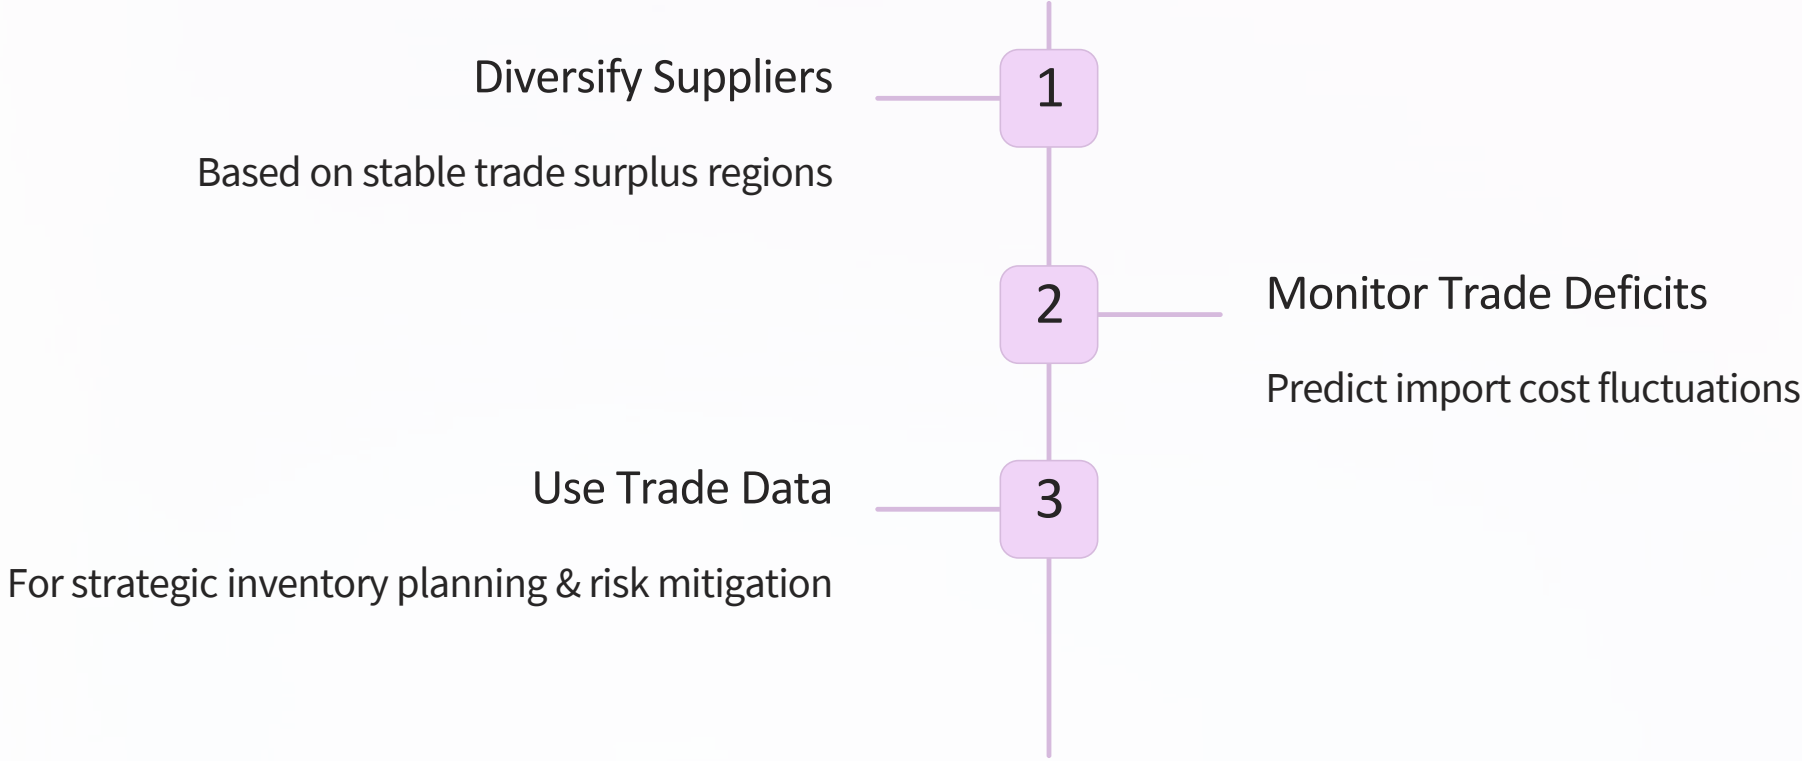 Diversify Suppliers
1
Based on stable trade surplus regions
2
Monitor Trade Deficits
Predict import cost fluctuations
Use Trade Data
3
For strategic inventory planning & risk mitigation